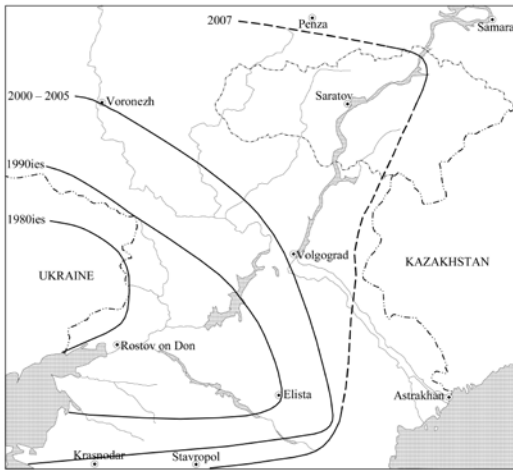 2007
Penza
Samara
2000 – 2005
Voronezh
Saratov
1990ies
1980ies
Volgograd
UKRAINE
KAZAKHSTAN
Rostov on Don
Elista
Astrakhan
Krasnodar
Stavropol